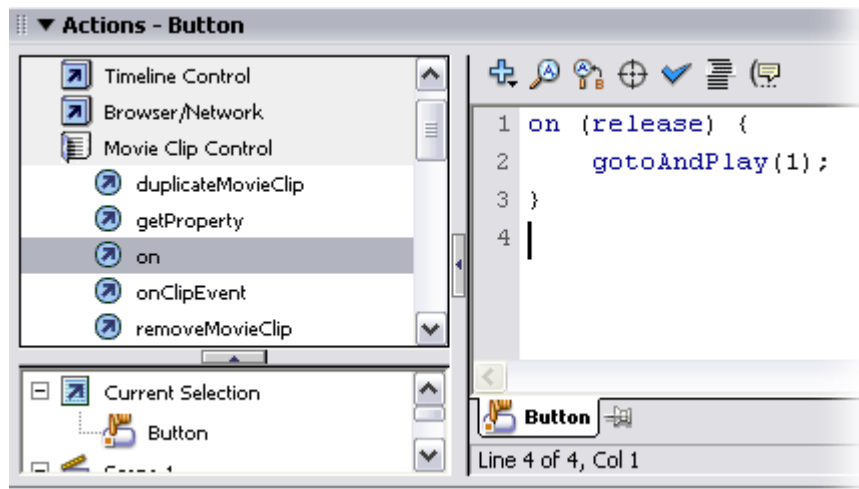 Actions - Button
Timeline Control
Browser/Network
Movie Clip Control
duplicateMovieClip
getProperty
on
onClipEvent
removeMovieClip
Current Selection
Button
1 on (release) {
2 gotoAndPlay(1);
3 }
4
Button
Line 4 of 4, Col 1